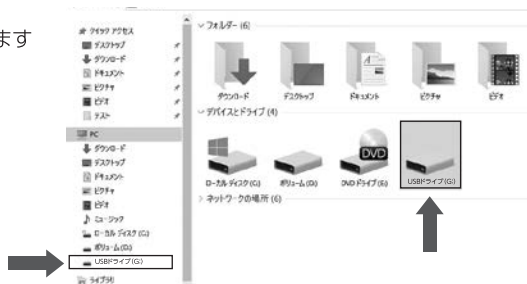 ます
クイック アクセス
デスクトップ
ダウンロード
ドキュメント
ピクチャ
ビデオ
テスト
PC
ダウンロード
デスクトップ
ドキュメント
ピクチャ
ビデオ
ミュージック
ローカル ディスク (C:)
ボリューム (D:)
USBドライブ(G:)
ライブラリ
フォルダー (6)
ダウンロード
デスクトップ
ドキュメント
ピクチャ
ビデオ
デバイスとドライブ (4)
ローカル ディスク (C:)
ボリューム (D:)
DVD ドライブ (E:)
USBドライブ(G:)
ネットワークの場所 (6)
DVD